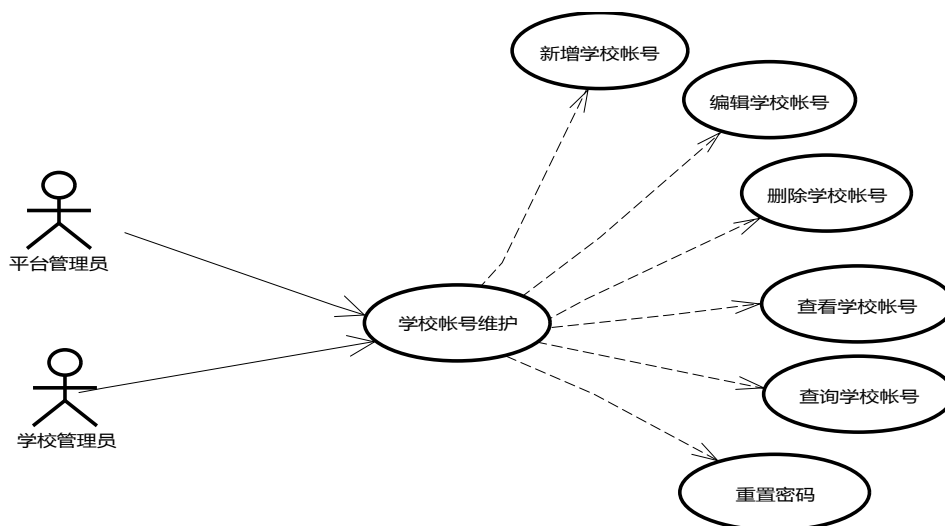 新增学校帐号
编辑学校帐号
删除学校帐号
平台管理员
查看学校帐号
学校帐号维护
查询学校帐号
学校管理员
重置密码